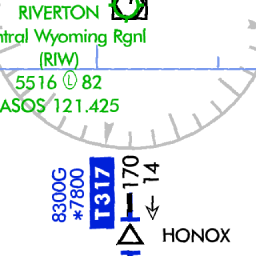 RIVERTON
ntral Wyoming Rgnl
(RIW)
5516 Ⓛ 82
ASOS 121.425
8300G
*7800
T317
170
14
HONOX